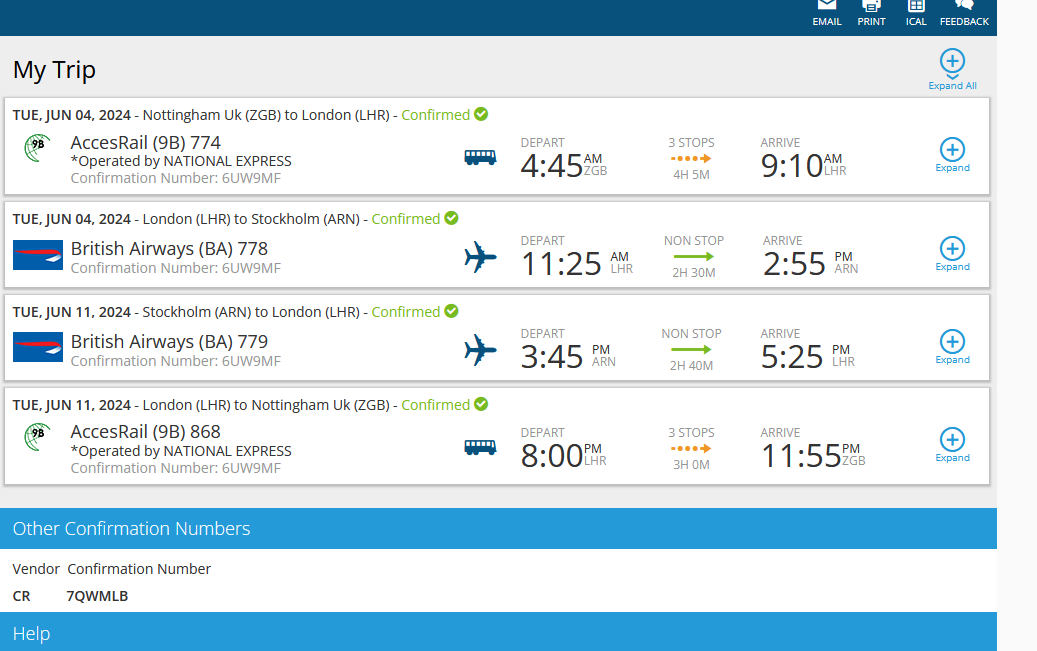 EMAIL PRINT ICAL FEEDBACK
My Trip
Expand All
TUE, JUN 04, 2024 - Nottingham Uk (ZGB) to London (LHR) - Confirmed
9B
AccesRail (9B) 774
*Operated by NATIONAL EXPRESS
Confirmation Number: 6UW9MF
DEPART
4:45 AM ZGB
3 STOPS
4H 5M
ARRIVE
9:10 AM LHR
Expand
TUE, JUN 04, 2024 - London (LHR) to Stockholm (ARN) - Confirmed
British Airways (BA) 778
Confirmation Number: 6UW9MF
DEPART
11:25 AM LHR
NON STOP
2H 30M
ARRIVE
2:55 PM ARN
Expand
TUE, JUN 11, 2024 - Stockholm (ARN) to London (LHR) - Confirmed
British Airways (BA) 779
Confirmation Number: 6UW9MF
DEPART
3:45 PM ARN
NON STOP
2H 40M
ARRIVE
5:25 PM LHR
Expand
TUE, JUN 11, 2024 - London (LHR) to Nottingham Uk (ZGB) - Confirmed
9B
AccesRail (9B) 868
*Operated by NATIONAL EXPRESS
Confirmation Number: 6UW9MF
DEPART
8:00 PM LHR
3 STOPS
3H 0M
ARRIVE
11:55 PM ZGB
Expand
Other Confirmation Numbers
Vendor Confirmation Number
CR 7QWMLB
Help